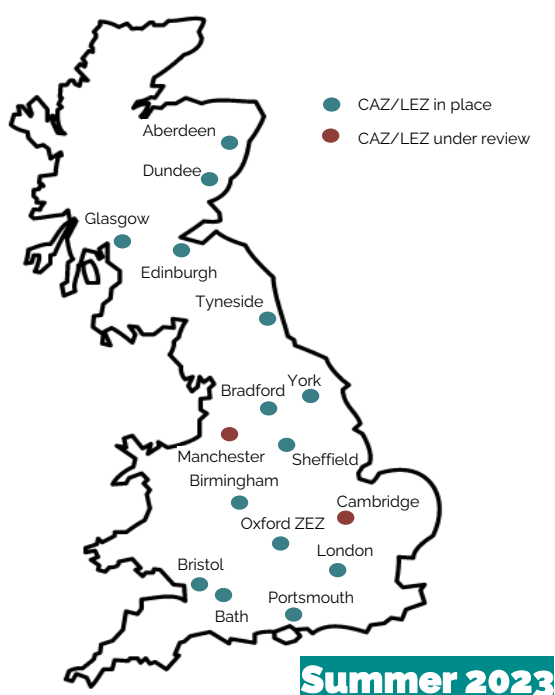 CAZ/LEZ in place
CAZ/LEZ under review
Aberdeen
Dundee
Glasgow
Edinburgh
Tyneside
Bradford
York
Manchester
Sheffield
Birmingham
Cambridge
Oxford ZEZ
London
Bristol
Bath
Portsmouth
Summer 2023